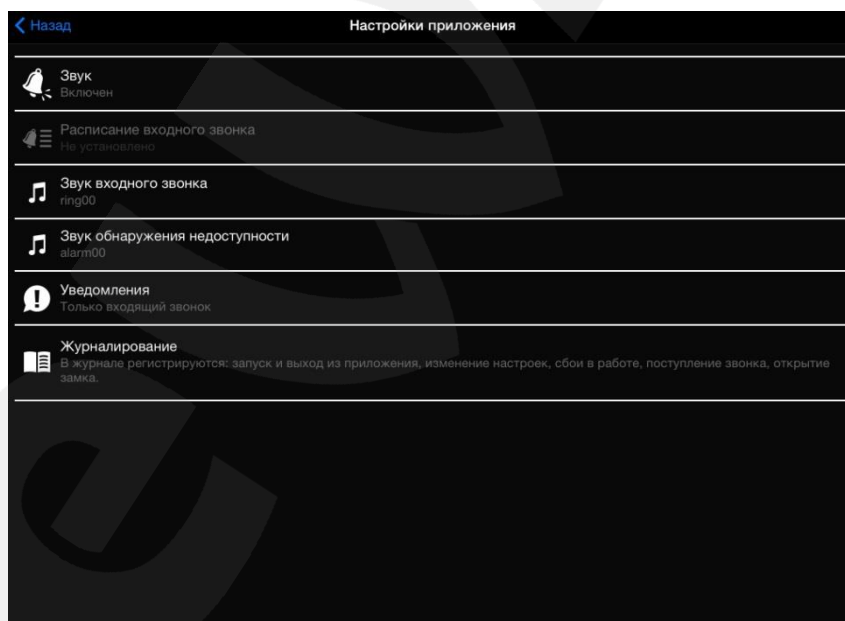 Назад
Настройки приложения
Звук
Включен
Расписание входного звонка
Не установлено
Звук входного звонка
ring00
Звук обнаружения недоступности
alarm00
Уведомления
Только входящий звонок
Журналирование
В журнале регистрируются: запуск и выход из приложения, изменение настроек, сбои в работе, поступление звонка, открытие
замка.